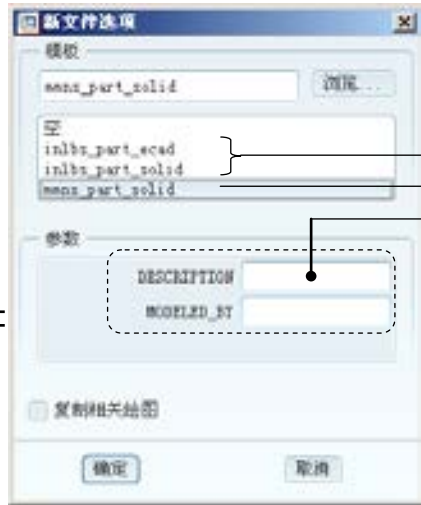 新文件选项
模板
mmns_part_solid
浏览...
空
inlbs_part_ecad
inlbs_part_solid
mmns_part_solid
参数
DESCRIPTION
MODELED_BY
复制相关绘图
确定
取消